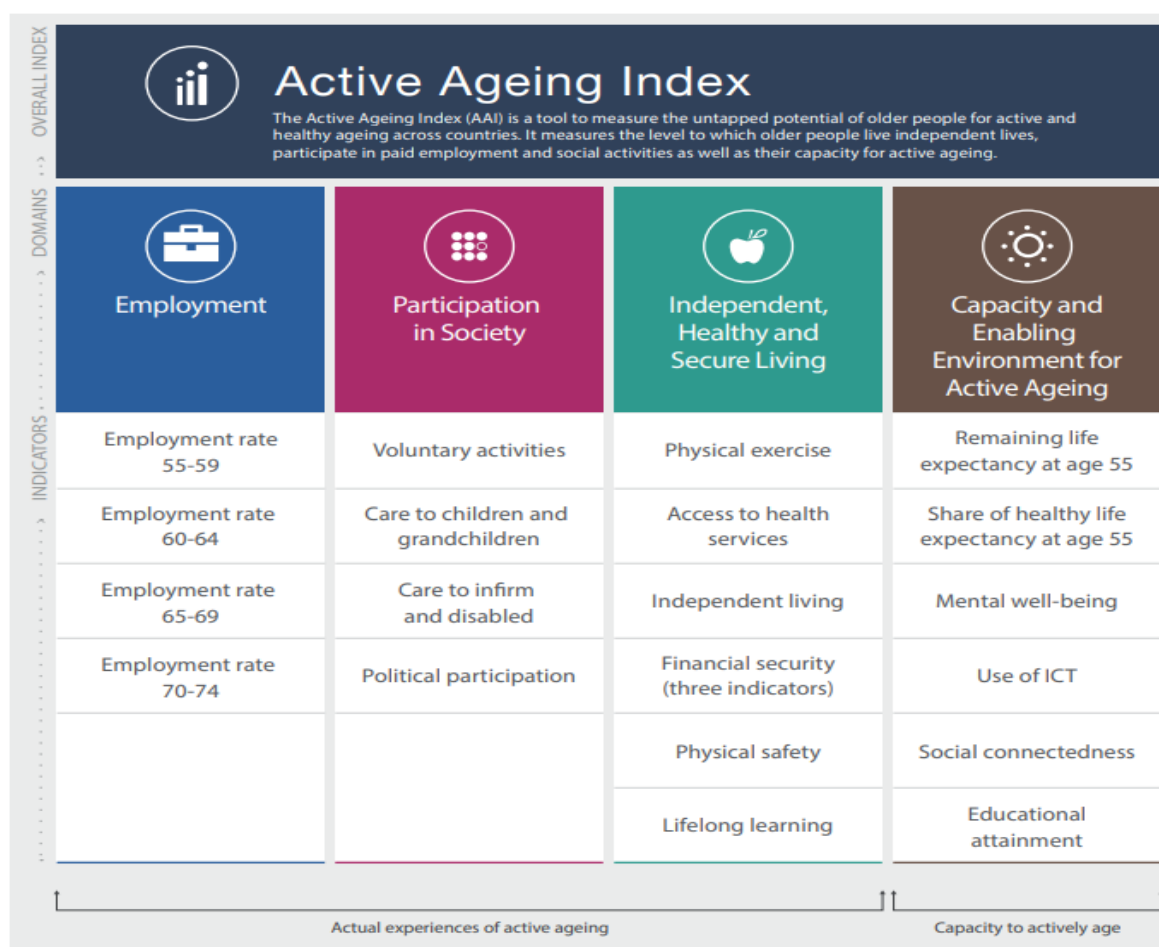 OVERALL INDEX
Active Ageing Index
The Active Ageing Index (AAI) is a tool to measure the untapped potential of older people for active and
healthy ageing across countries. It measures the level to which older people live independent lives,
participate in paid employment and social activities as well as their capacity for active ageing.
DOMAINS
Employment
Participation
in Society
Independent,
Healthy and
Secure Living
Capacity and
Enabling
Environment for
Active Ageing
INDICATORS
Employment rate
55-59
Voluntary activities
Physical exercise
Remaining life
expectancy at age 55
Employment rate
60-64
Care to children and
grandchildren
Access to health
services
Share of healthy life
expectancy at age 55
Employment rate
65-69
Care to infirm
and disabled
Independent living
Mental well-being
Employment rate
70-74
Political participation
Financial security
(three indicators)
Use of ICT
Physical safety
Social connectedness
Lifelong learning
Educational
attainment
Actual experiences of active ageing
Capacity to actively age